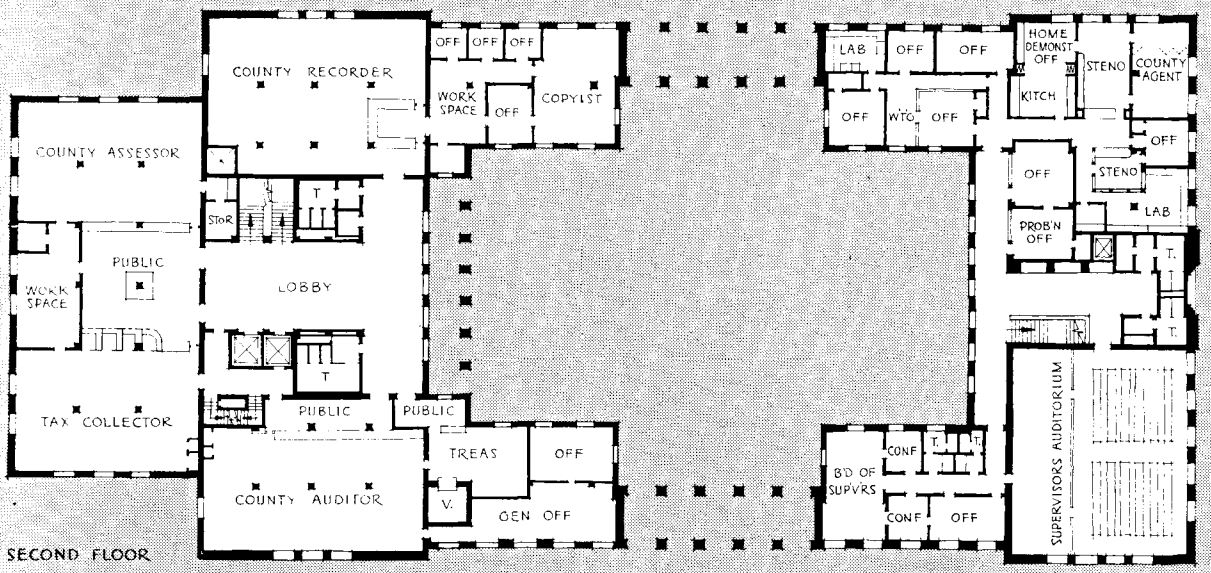 OFF
OFF
OFF
COUNTY RECORDER
WORK
SPACE
OFF
COPYIST
LAB
OFF
OFF
OFF
WTG
OFF
HOME
DEMONST
OFF
KITCH
STENO
COUNTY
AGENT
OFF
OFF
STENO
LAB
PROB'N
OFF
T.
T.
COUNTY ASSESSOR
STOR
T.
PUBLIC
WORK
SPACE
LOBBY
T
TAX COLLECTOR
PUBLIC
PUBLIC
COUNTY AUDITOR
TREAS
OFF
V.
GEN OFF
B'D OF
SUPV'RS
CONF
T.
T.
CONF
OFF
SUPERVISORS AUDITORIUM
SECOND FLOOR